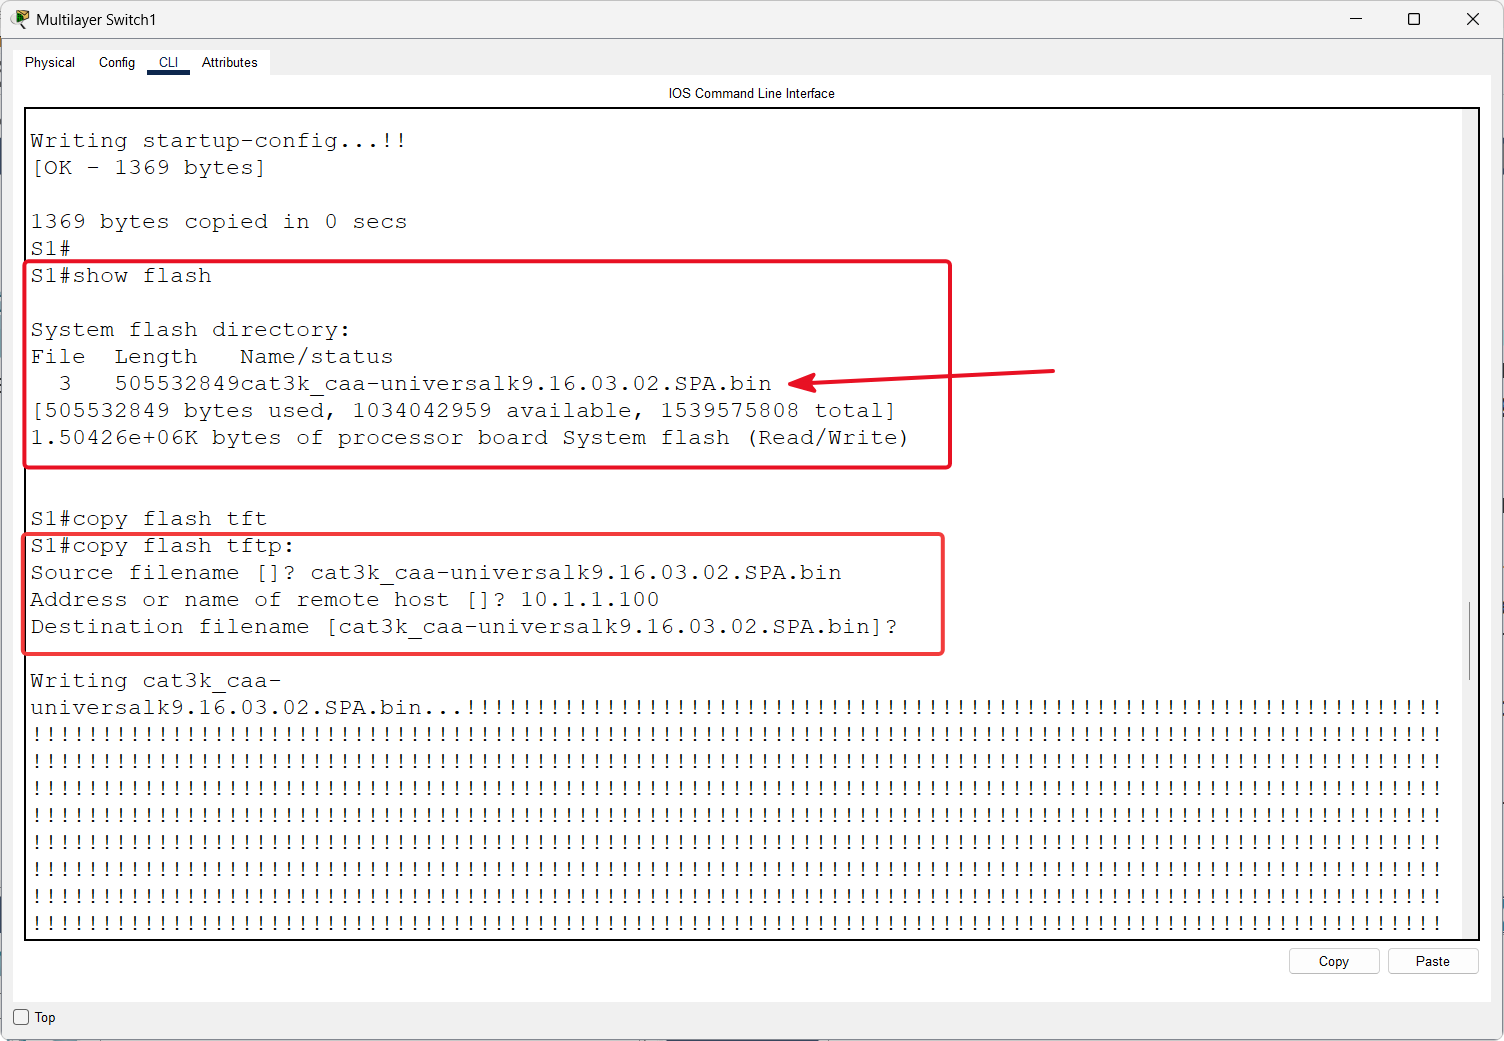 Multilayer Switch1
Physical Config CLI Attributes
IOS Command Line Interface
Writing startup-config...!!
[OK - 1369 bytes]
1369 bytes copied in 0 secs
S1#
S1#show flash
System flash directory:
File  Length   Name/status
  3   505532849cat3k_caa-universalk9.16.03.02.SPA.bin
[505532849 bytes used, 1034042959 available, 1539575808 total]
1.50426e+06K bytes of processor board System flash (Read/Write)
S1#copy flash tft
S1#copy flash tftp:
Source filename []? cat3k_caa-universalk9.16.03.02.SPA.bin
Address or name of remote host []? 10.1.1.100
Destination filename [cat3k_caa-universalk9.16.03.02.SPA.bin]?
Writing cat3k_caa-
universalk9.16.03.02.SPA.bin...!!!!!!!!!!!!!!!!!!!!!!!!!!!!!!!!!!!!!!!!!!!!!!!!!!!!!!!!!!!!!!!!!!!!!!
!!!!!!!!!!!!!!!!!!!!!!!!!!!!!!!!!!!!!!!!!!!!!!!!!!!!!!!!!!!!!!!!!!!!!!!!!!!!!!!!!!!!!!!!!!!!!!!!!!!!!
!!!!!!!!!!!!!!!!!!!!!!!!!!!!!!!!!!!!!!!!!!!!!!!!!!!!!!!!!!!!!!!!!!!!!!!!!!!!!!!!!!!!!!!!!!!!!!!!!!!!!
!!!!!!!!!!!!!!!!!!!!!!!!!!!!!!!!!!!!!!!!!!!!!!!!!!!!!!!!!!!!!!!!!!!!!!!!!!!!!!!!!!!!!!!!!!!!!!!!!!!!!
!!!!!!!!!!!!!!!!!!!!!!!!!!!!!!!!!!!!!!!!!!!!!!!!!!!!!!!!!!!!!!!!!!!!!!!!!!!!!!!!!!!!!!!!!!!!!!!!!!!!!
!!!!!!!!!!!!!!!!!!!!!!!!!!!!!!!!!!!!!!!!!!!!!!!!!!!!!!!!!!!!!!!!!!!!!!!!!!!!!!!!!!!!!!!!!!!!!!!!!!!!!
!!!!!!!!!!!!!!!!!!!!!!!!!!!!!!!!!!!!!!!!!!!!!!!!!!!!!!!!!!!!!!!!!!!!!!!!!!!!!!!!!!!!!!!!!!!!!!!!!!!!!
!!!!!!!!!!!!!!!!!!!!!!!!!!!!!!!!!!!!!!!!!!!!!!!!!!!!!!!!!!!!!!!!!!!!!!!!!!!!!!!!!!!!!!!!!!!!!!!!!!!!!
!!!!!!!!!!!!!!!!!!!!!!!!!!!!!!!!!!!!!!!!!!!!!!!!!!!!!!!!!!!!!!!!!!!!!!!!!!!!!!!!!!!!!!!!!!!!!!!!!!!!!
Copy Paste
Top